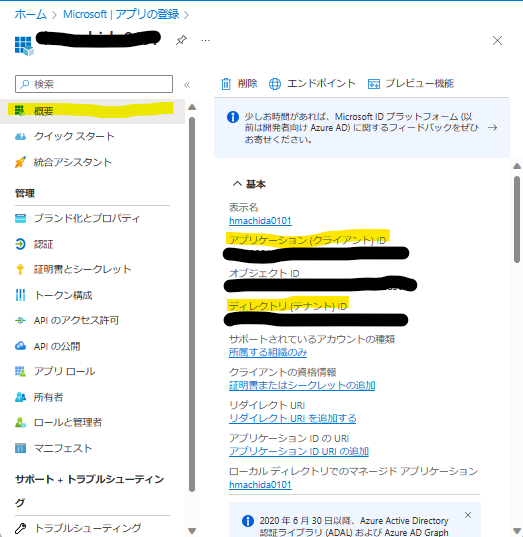 ホーム > Microsoft | アプリの登録 >
検索
概要
クイック スタート
統合アシスタント
管理
ブランド化とプロパティ
認証
証明書とシークレット
トークン構成
API のアクセス許可
API の公開
アプリ ロール
所有者
ロールと管理者
マニフェスト
サポート + トラブルシューティ
ング
トラブルシューティング
削除 エンドポイント プレビュー機能
少しお時間があれば、Microsoft ID プラットフォーム (以
前は開発者向け Azure AD) に関するフィードバックをぜひ
お寄せください。
基本
表示名
hmachida0101
アプリケーション (クライアント) ID
オブジェクト ID
ディレクトリ (テナント) ID
サポートされているアカウントの種類
所属する組織のみ
クライアントの資格情報
証明書またはシークレットの追加
リダイレクト URI
リダイレクト URI を追加する
アプリケーション ID の URI
アプリケーション ID URI の追加
ローカル ディレクトリでのマネージド アプリケーション
hmachida0101
2020 年 6 月 30 日以降、Azure Active Directory
認証ライブラリ (ADAL) および Azure AD Graph